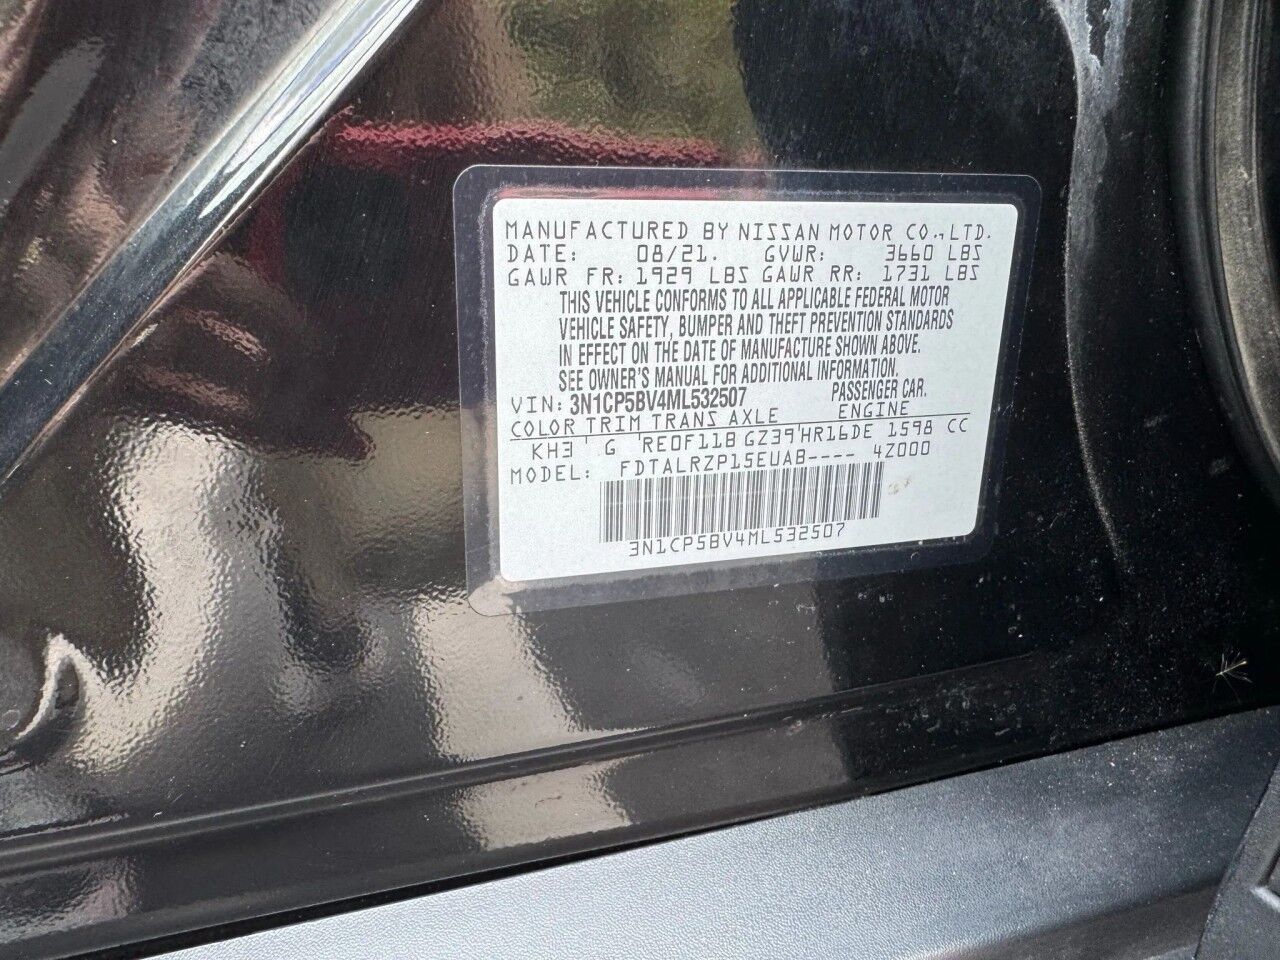 MANUFACTURED BY NISSAN MOTOR CO.,LTD.
DATE: 08/21. GVWR: 3660 LBS
GAWR FR: 1929 LBS GAWR RR: 1731 LBS
THIS VEHICLE CONFORMS TO ALL APPLICABLE FEDERAL MOTOR
VEHICLE SAFETY, BUMPER AND THEFT PREVENTION STANDARDS
IN EFFECT ON THE DATE OF MANUFACTURE SHOWN ABOVE.
SEE OWNER'S MANUAL FOR ADDITIONAL INFORMATION.
VIN: 3N1CP5BV4ML532507 PASSENGER CAR.
COLOR TRIM TRANS AXLE ENGINE
KH3 ' G 'RE0F11B GZ39'HR16DE 1598 CC
MODEL: FDTALRZP15EUAB---- 4Z000
3N1CP5BV4ML532507